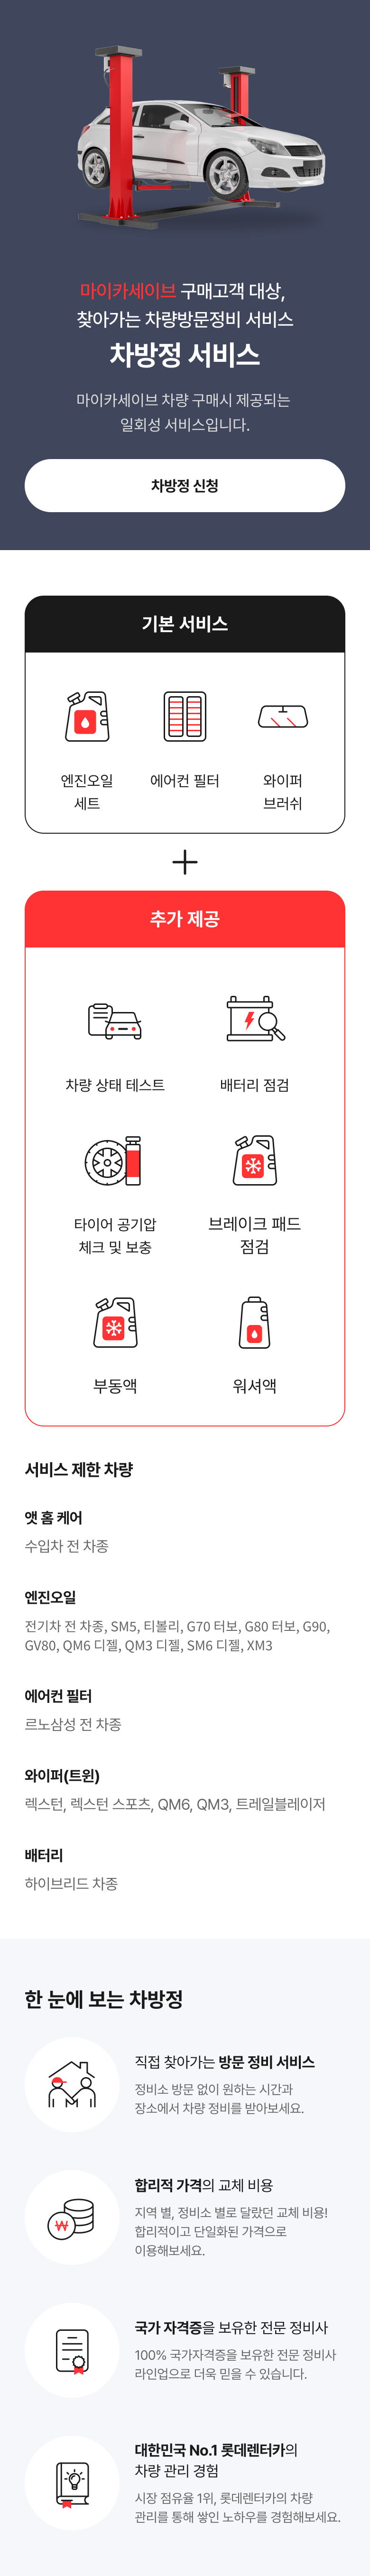 마이카세이브 구매고객 대상,
찾아가는 차량방문정비 서비스
차방정 서비스
마이카세이브 차량 구매시 제공되는
일회성 서비스입니다.
차방정 신청
기본 서비스
엔진오일
세트
에어컨 필터
와이퍼
브러쉬
+
추가 제공
차량 상태 테스트
배터리 점검
타이어 공기압
체크 및 보충
브레이크 패드
점검
부동액
워셔액
서비스 제한 차량
앳 홈 케어
수입차 전 차종
엔진오일
전기차 전 차종, SM5, 티볼리, G70 터보, G80 터보, G90,
GV80, QM6 디젤, QM3 디젤, SM6 디젤, XM3
에어컨 필터
르노삼성 전 차종
와이퍼(트윈)
렉스턴, 렉스턴 스포츠, QM6, QM3, 트레일블레이저
배터리
하이브리드 차종
한 눈에 보는 차방정
직접 찾아가는 방문 정비 서비스
정비소 방문 없이 원하는 시간과
장소에서 차량 정비를 받아보세요.
₩
합리적 가격의 교체 비용
지역 별, 정비소 별로 달랐던 교체 비용!
합리적이고 단일화된 가격으로
이용해보세요.
국가 자격증을 보유한 전문 정비사
100% 국가자격증을 보유한 전문 정비사
라인업으로 더욱 믿을 수 있습니다.
대한민국 No.1 롯데렌터카의
차량 관리 경험
시장 점유율 1위, 롯데렌터카의 차량
관리를 통해 쌓인 노하우를 경험해보세요.